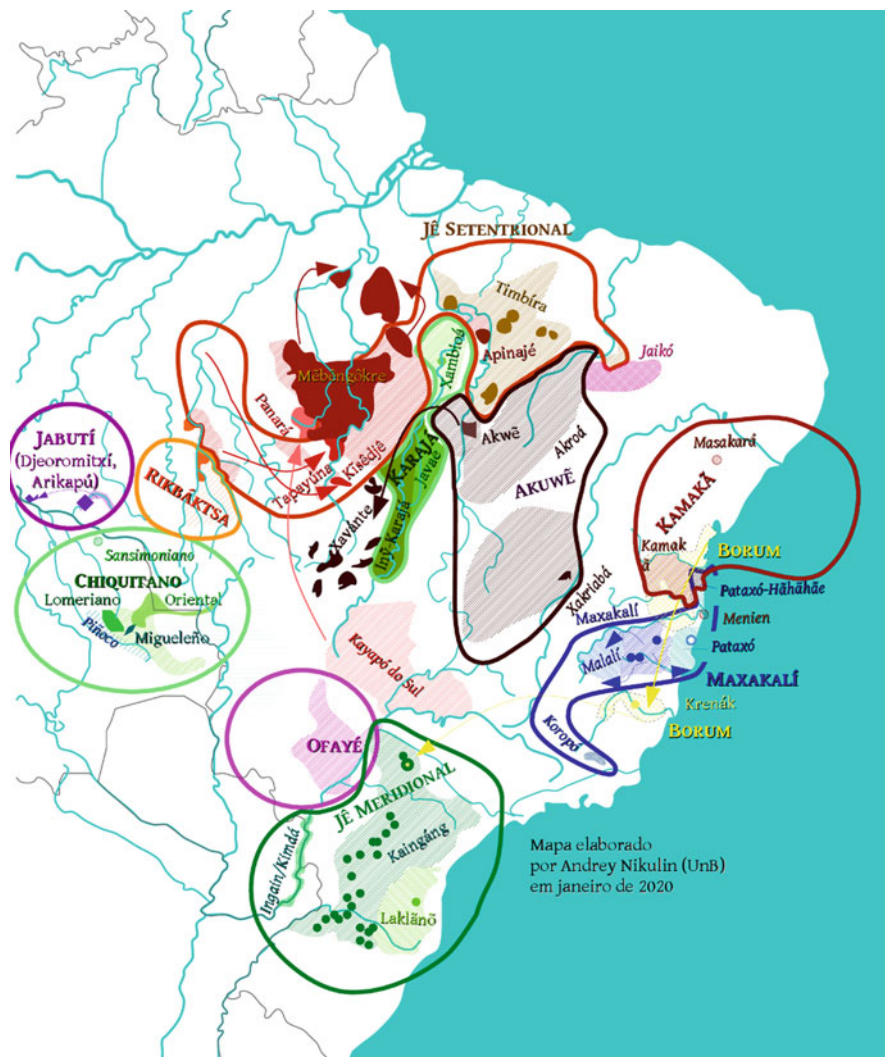 JÊ SETENTRIONAL
Timbíra
Xambioá
Apinajé
Jaikó
Mẽbêngôkre
Panará
JABUTÍ
(Djeoromitxí,
Arikapú)
RIKBÁKTSA
Tapayúna
Kĩsêdjê
KARAJÁ
Javaé
Inỹ-Karajá
Xavánte
Akwẽ
Akroá
AKUWẼ
Xakriabá
Masakará
KAMAKÃ
Kamak
ã
BORUM
Pataxó-Hãhãhãe
Menien
Pataxó
Maxakalí
Malalí
MAXAKALÍ
Krenák
BORUM
Koropó
Sansimoniano
CHIQUITANO
Lomeriano
Oriental
Piñoco
Migueleño
Kayapó do Sul
OFAYÉ
JÊ MERIDIONAL
Kaingáng
Ingain/Kimdá
Laklãnõ
Mapa elaborado
por Andrey Nikulin (UnB)
em janeiro de 2020